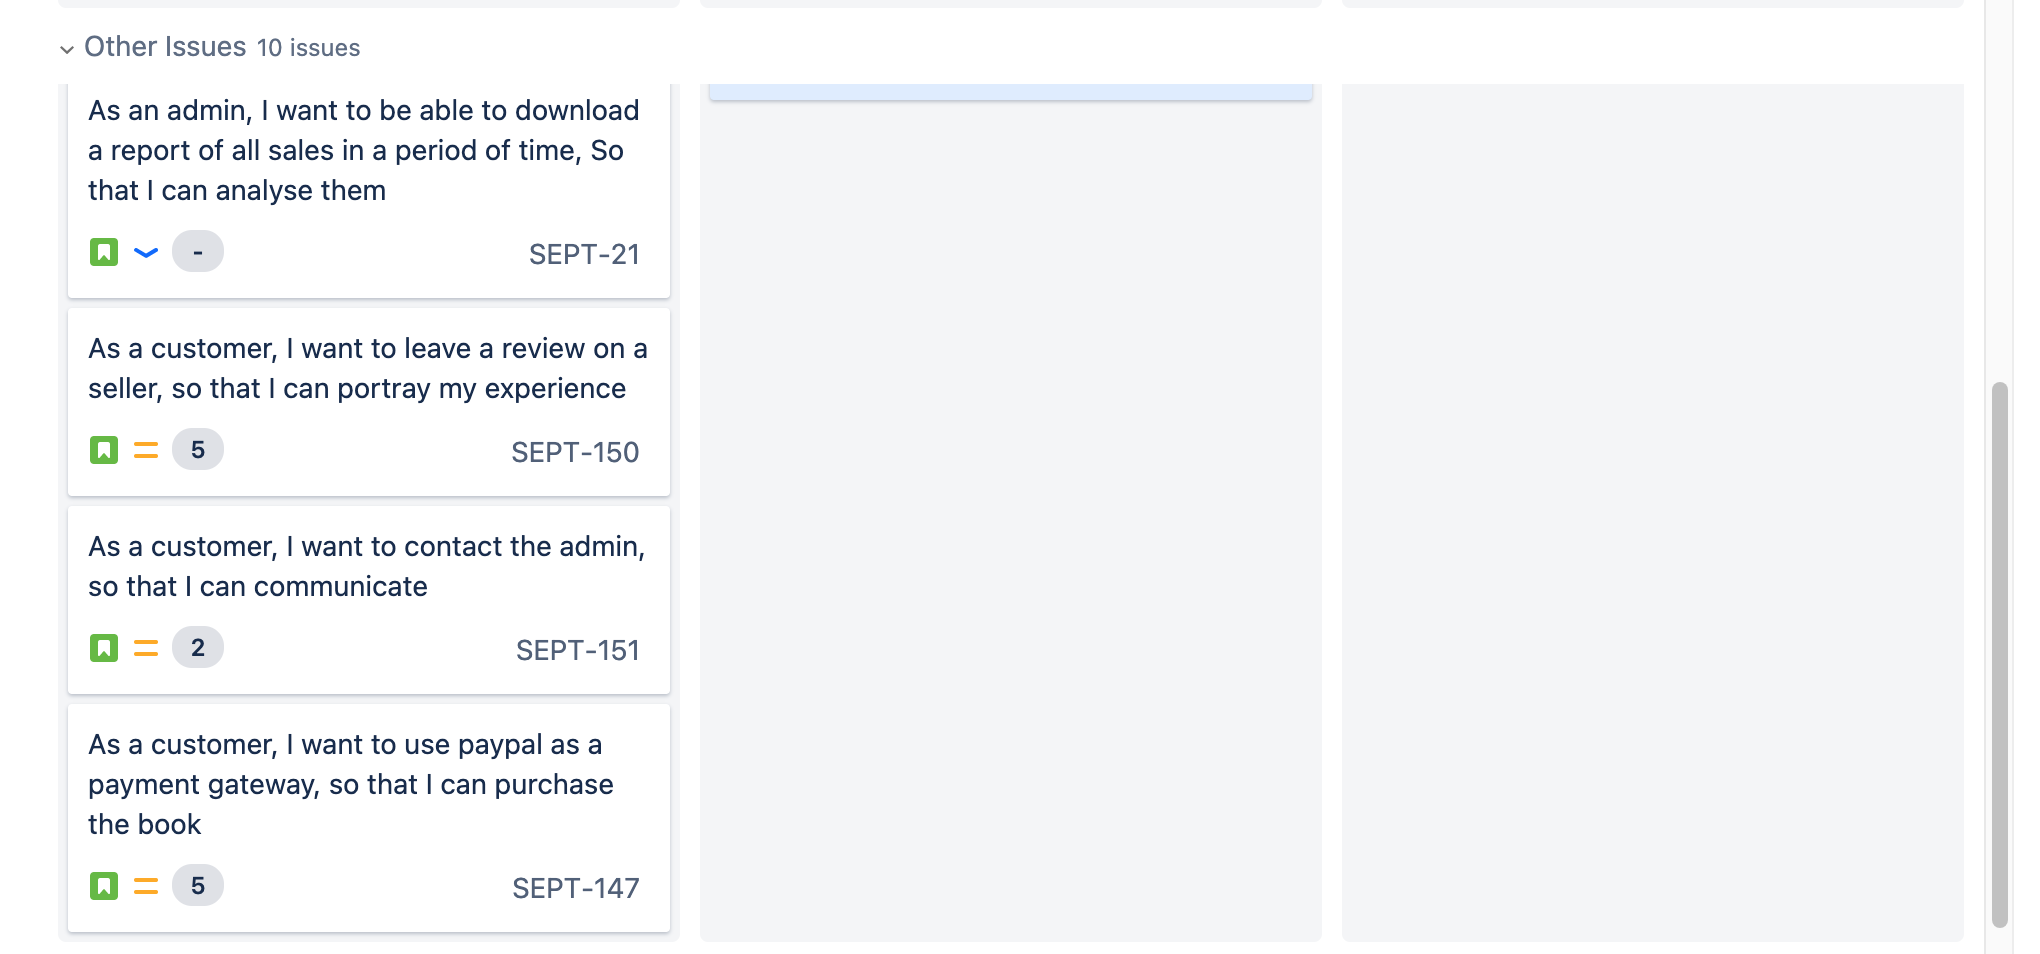 Other Issues 10 issues
As an admin, I want to be able to download
a report of all sales in a period of time, So
that I can analyse them
- SEPT-21
As a customer, I want to leave a review on a
seller, so that I can portray my experience
5 SEPT-150
As a customer, I want to contact the admin,
so that I can communicate
2 SEPT-151
As a customer, I want to use paypal as a
payment gateway, so that I can purchase
the book
5 SEPT-147